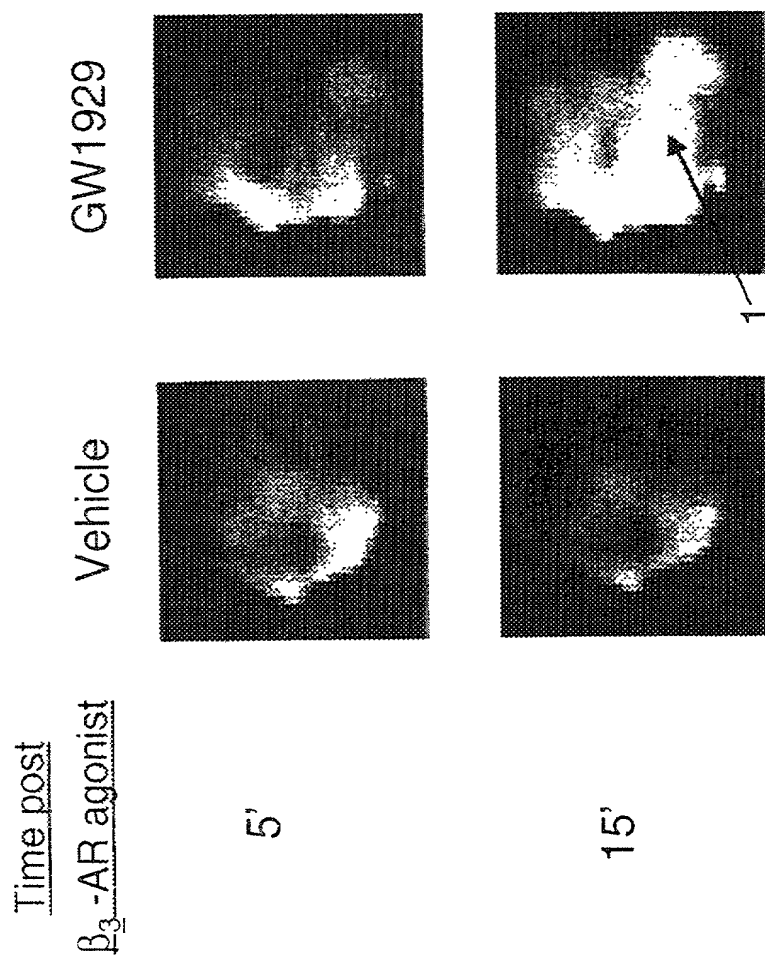 Time post
β3-AR agonist
Vehicle
GW1929
5'
15'
1